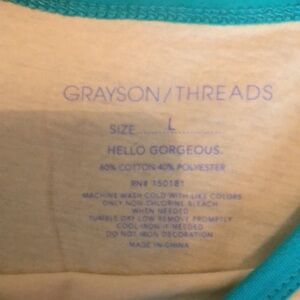 GRAYSON/THREADS
SIZE..............L
HELLO GORGEOUS.
60% COTTON 40% POLYESTER
RN# 150181
MACHINE WASH COLD WITH LIKE COLORS
ONLY NON-CHLORINE BLEACH
WHEN NEEDED
TUMBLE DRY LOW REMOVE PROMPTLY
COOL IRON IF NEEDED
DO NOT IRON DECORATION
MADE IN CHINA